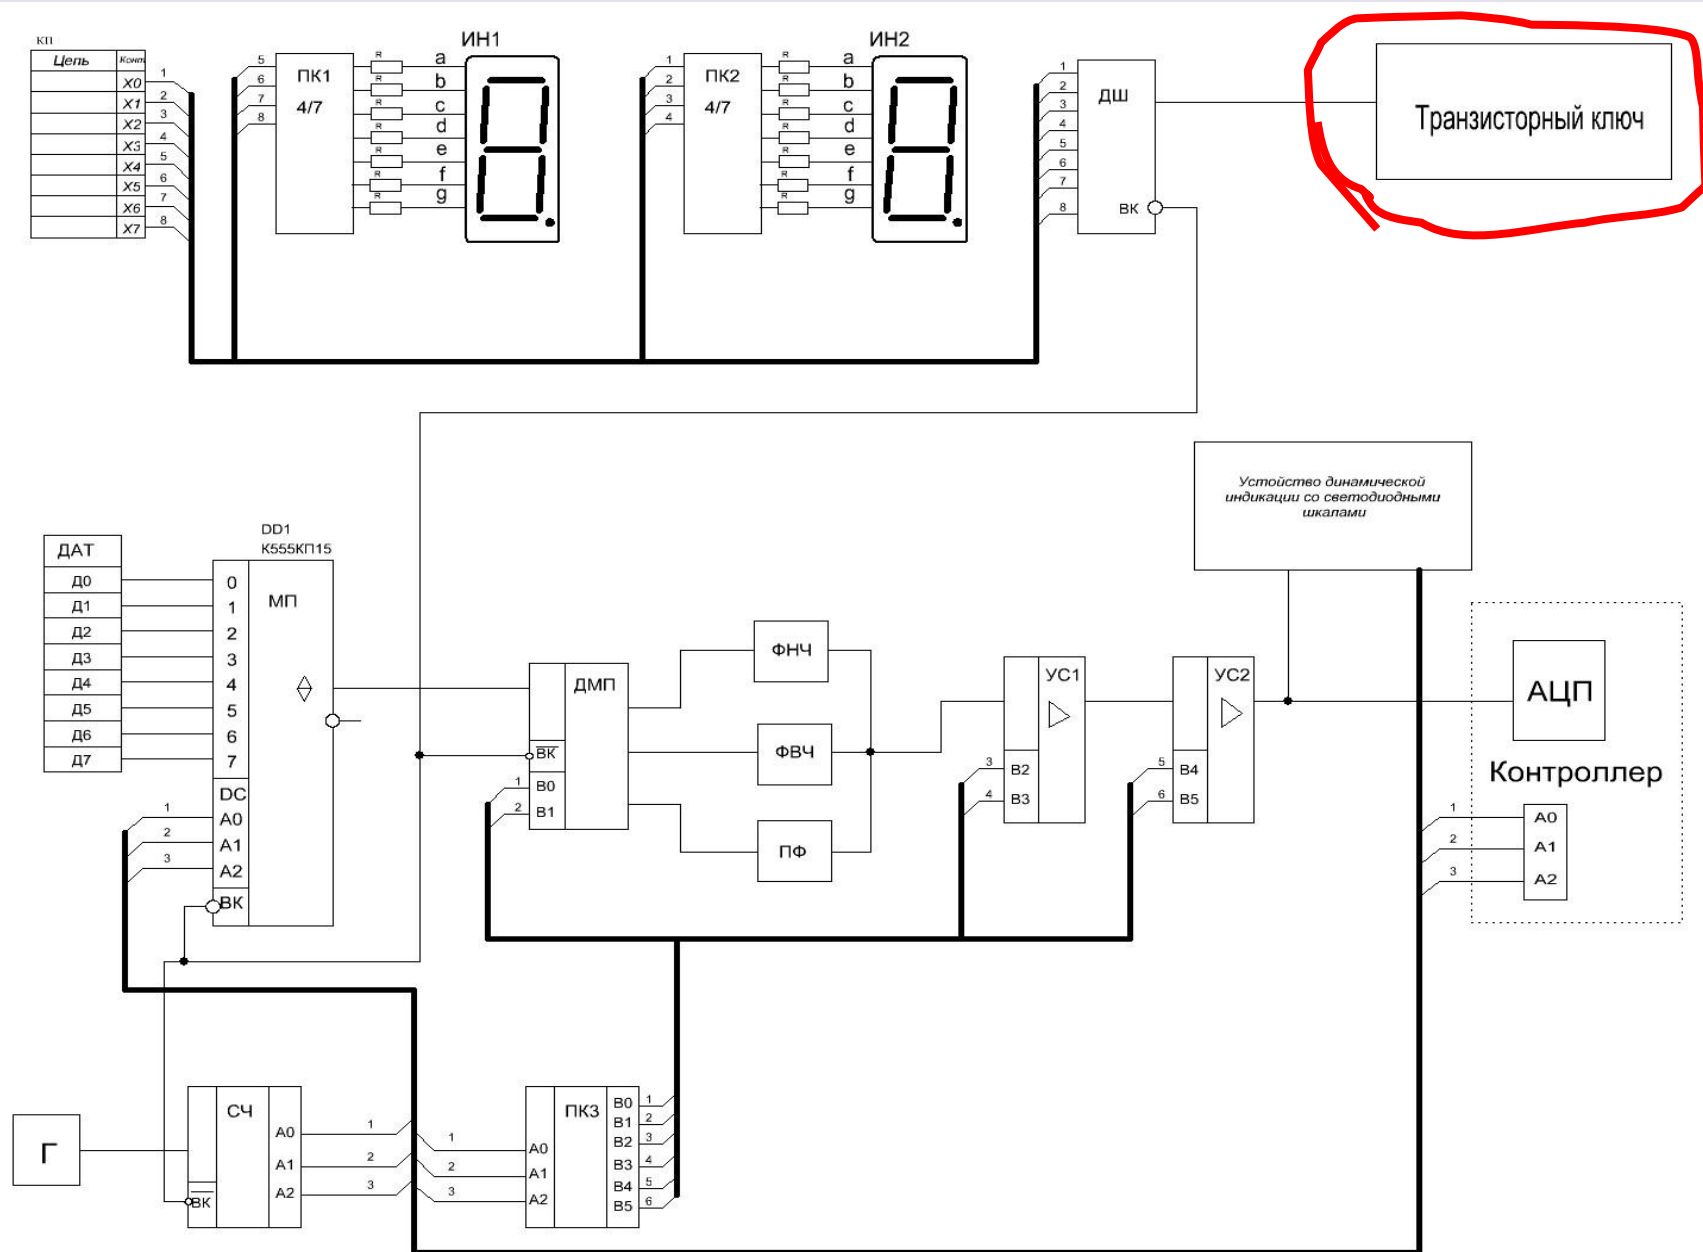 КП
Цепь Конт
X0 1
X1 2
X2 3
X3 4
X4 5
X5 6
X6 7
X7 8
5
6
7
8
ПК1
4/7
R a
R b
R c
R d
R e
R f
R g
ИН1
1
2
3
4
ПК2
4/7
R a
R b
R c
R d
R e
R f
R g
ИН2
1
2
3
4
5
6
7
8
ДШ
ВК
Транзисторный ключ
Устойство динамической
индикации со светодиодными
шкалами
ДАТ
Д0
Д1
Д2
Д3
Д4
Д5
Д6
Д7
DD1
К555КП15
МП
0
1
2
3
4
5
6
7
DC
1 A0
2 A1
3 A2
ВК
ДМП
ВК
1 B0
2 B1
ФНЧ
ФВЧ
ПФ
УС1
3 B2
4 B3
УС2
5 B4
6 B5
АЦП
Контроллер
1 A0
2 A1
3 A2
Г
СЧ
ВК
A0 1
A1 2
A2 3
1 A0
2 A1
3 A2
ПК3
B0 1
B1 2
B2 3
B3 4
B4 5
B5 6